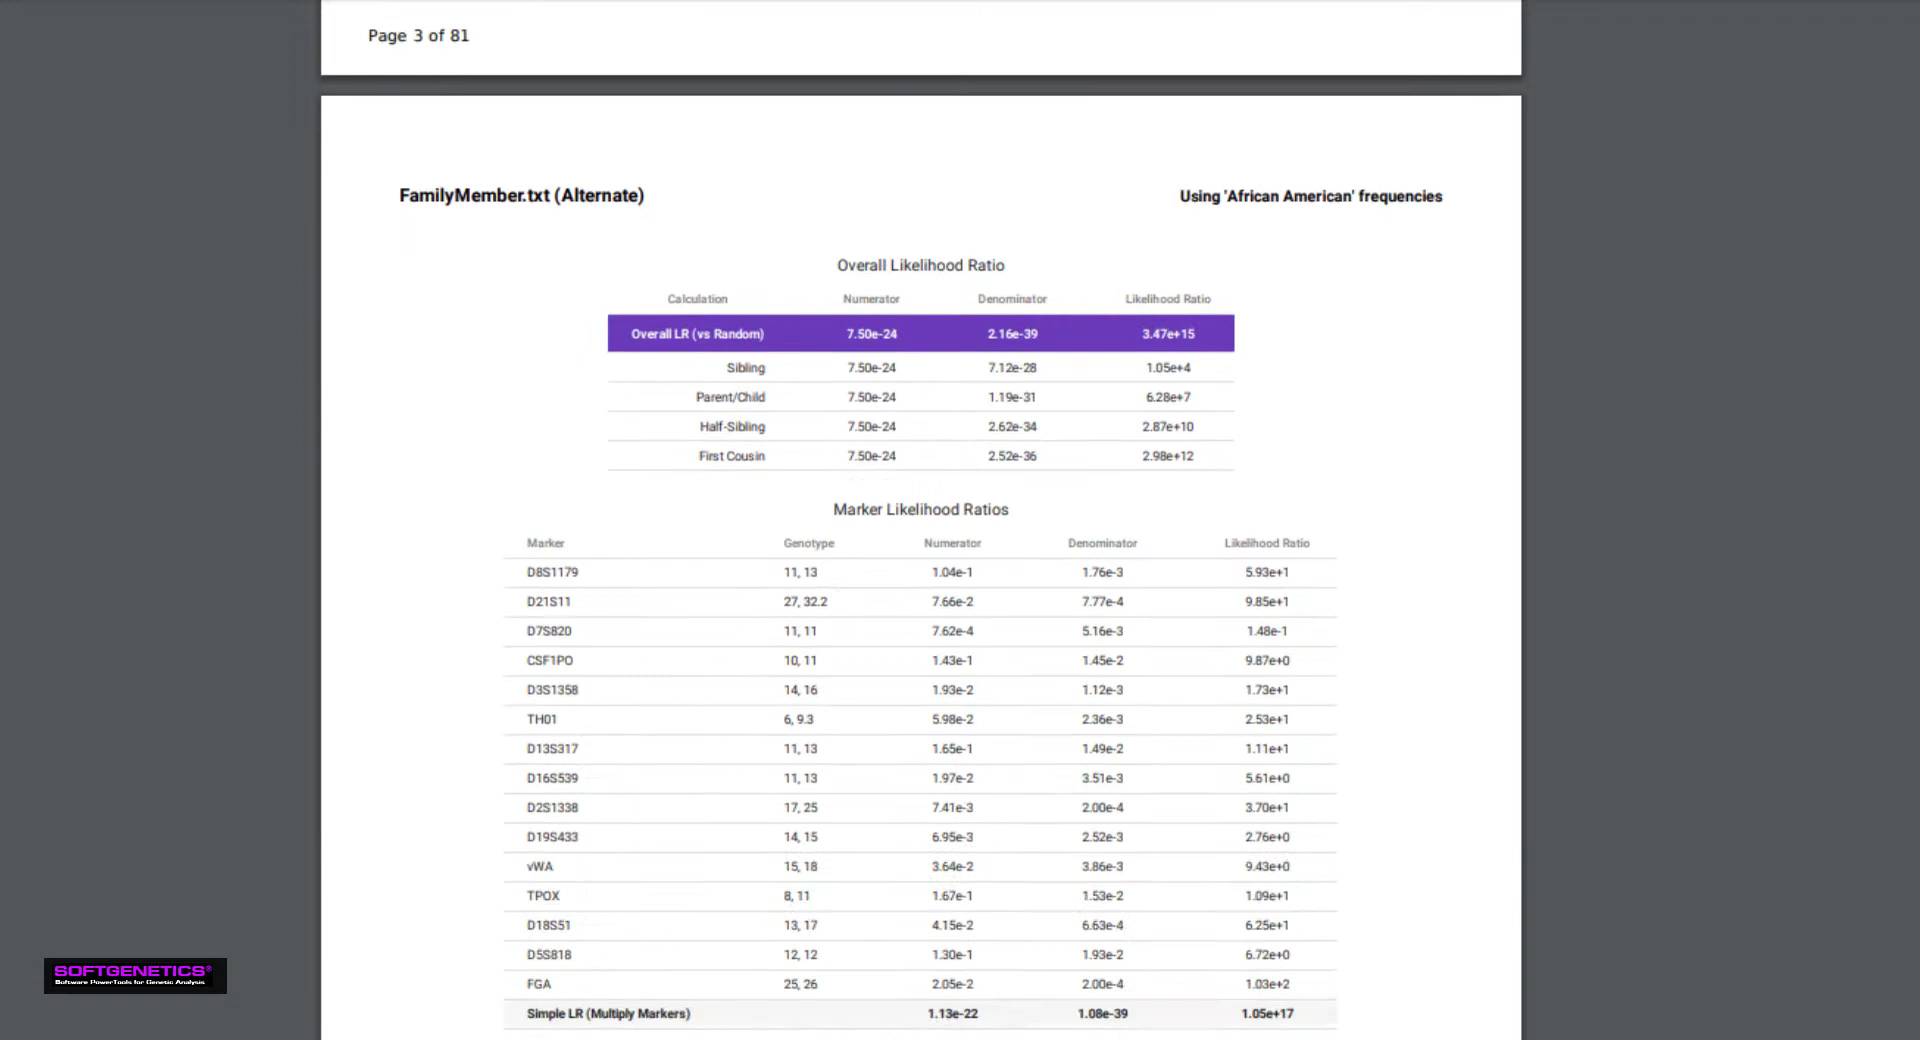 Page 3 of 81
FamilyMember.txt (Alternate) Using 'African American' frequencies
Overall Likelihood Ratio
Calculation Numerator Denominator Likelihood Ratio
Overall LR (vs Random) 7.50e-24 2.16e-39 3.47e+15
Sibling 7.50e-24 7.12e-28 1.05e+4
Parent/Child 7.50e-24 1.19e-31 6.28e+7
Half-Sibling 7.50e-24 2.62e-34 2.87e+10
First Cousin 7.50e-24 2.52e-36 2.98e+12
Marker Likelihood Ratios
Marker Genotype Numerator Denominator Likelihood Ratio
D8S1179 11, 13 1.04e-1 1.76e-3 5.93e+1
D21S11 27, 32.2 7.66e-2 7.77e-4 9.85e+1
D7S820 11, 11 7.62e-4 5.16e-3 1.48e-1
CSF1PO 10, 11 1.43e-1 1.45e-2 9.87e+0
D3S1358 14, 16 1.93e-2 1.12e-3 1.73e+1
TH01 6, 9.3 5.98e-2 2.36e-3 2.53e+1
D13S317 11, 13 1.65e-1 1.49e-2 1.11e+1
D16S539 11, 13 1.97e-2 3.51e-3 5.61e+0
D2S1338 17, 25 7.41e-3 2.00e-4 3.70e+1
D19S433 14, 15 6.95e-3 2.52e-3 2.76e+0
vWA 15, 18 3.64e-2 3.86e-3 9.43e+0
TPOX 8, 11 1.67e-1 1.53e-2 1.09e+1
D18S51 13, 17 4.15e-2 6.63e-4 6.25e+1
D5S818 12, 12 1.30e-1 1.93e-2 6.72e+0
FGA 25, 26 2.05e-2 2.00e-4 1.03e+2
Simple LR (Multiply Markers) 1.13e-22 1.08e-39 1.05e+17
SOFTGENETICS®
Software PowerTools for Genetic Analysis